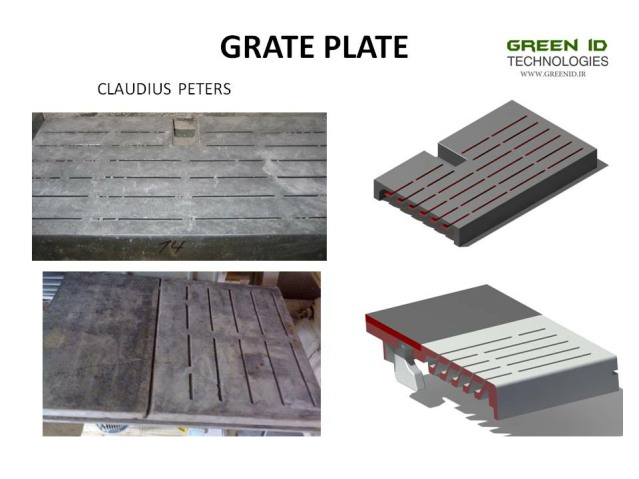 GRATE PLATE
GREEN ID
TECHNOLOGIES
WWW.GREENID.IR
CLAUDIUS PETERS
14